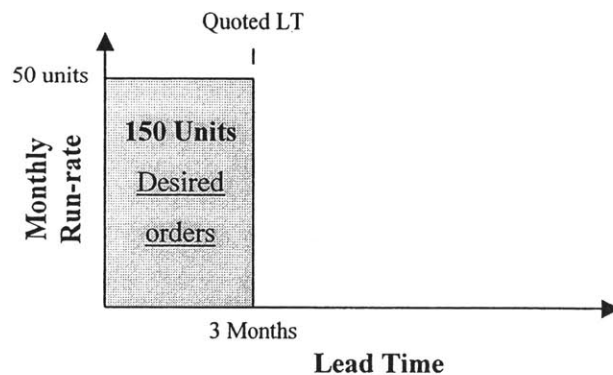 Quoted LT
50 units
150 Units
Desired
orders
Monthly
Run-rate
3 Months
Lead Time